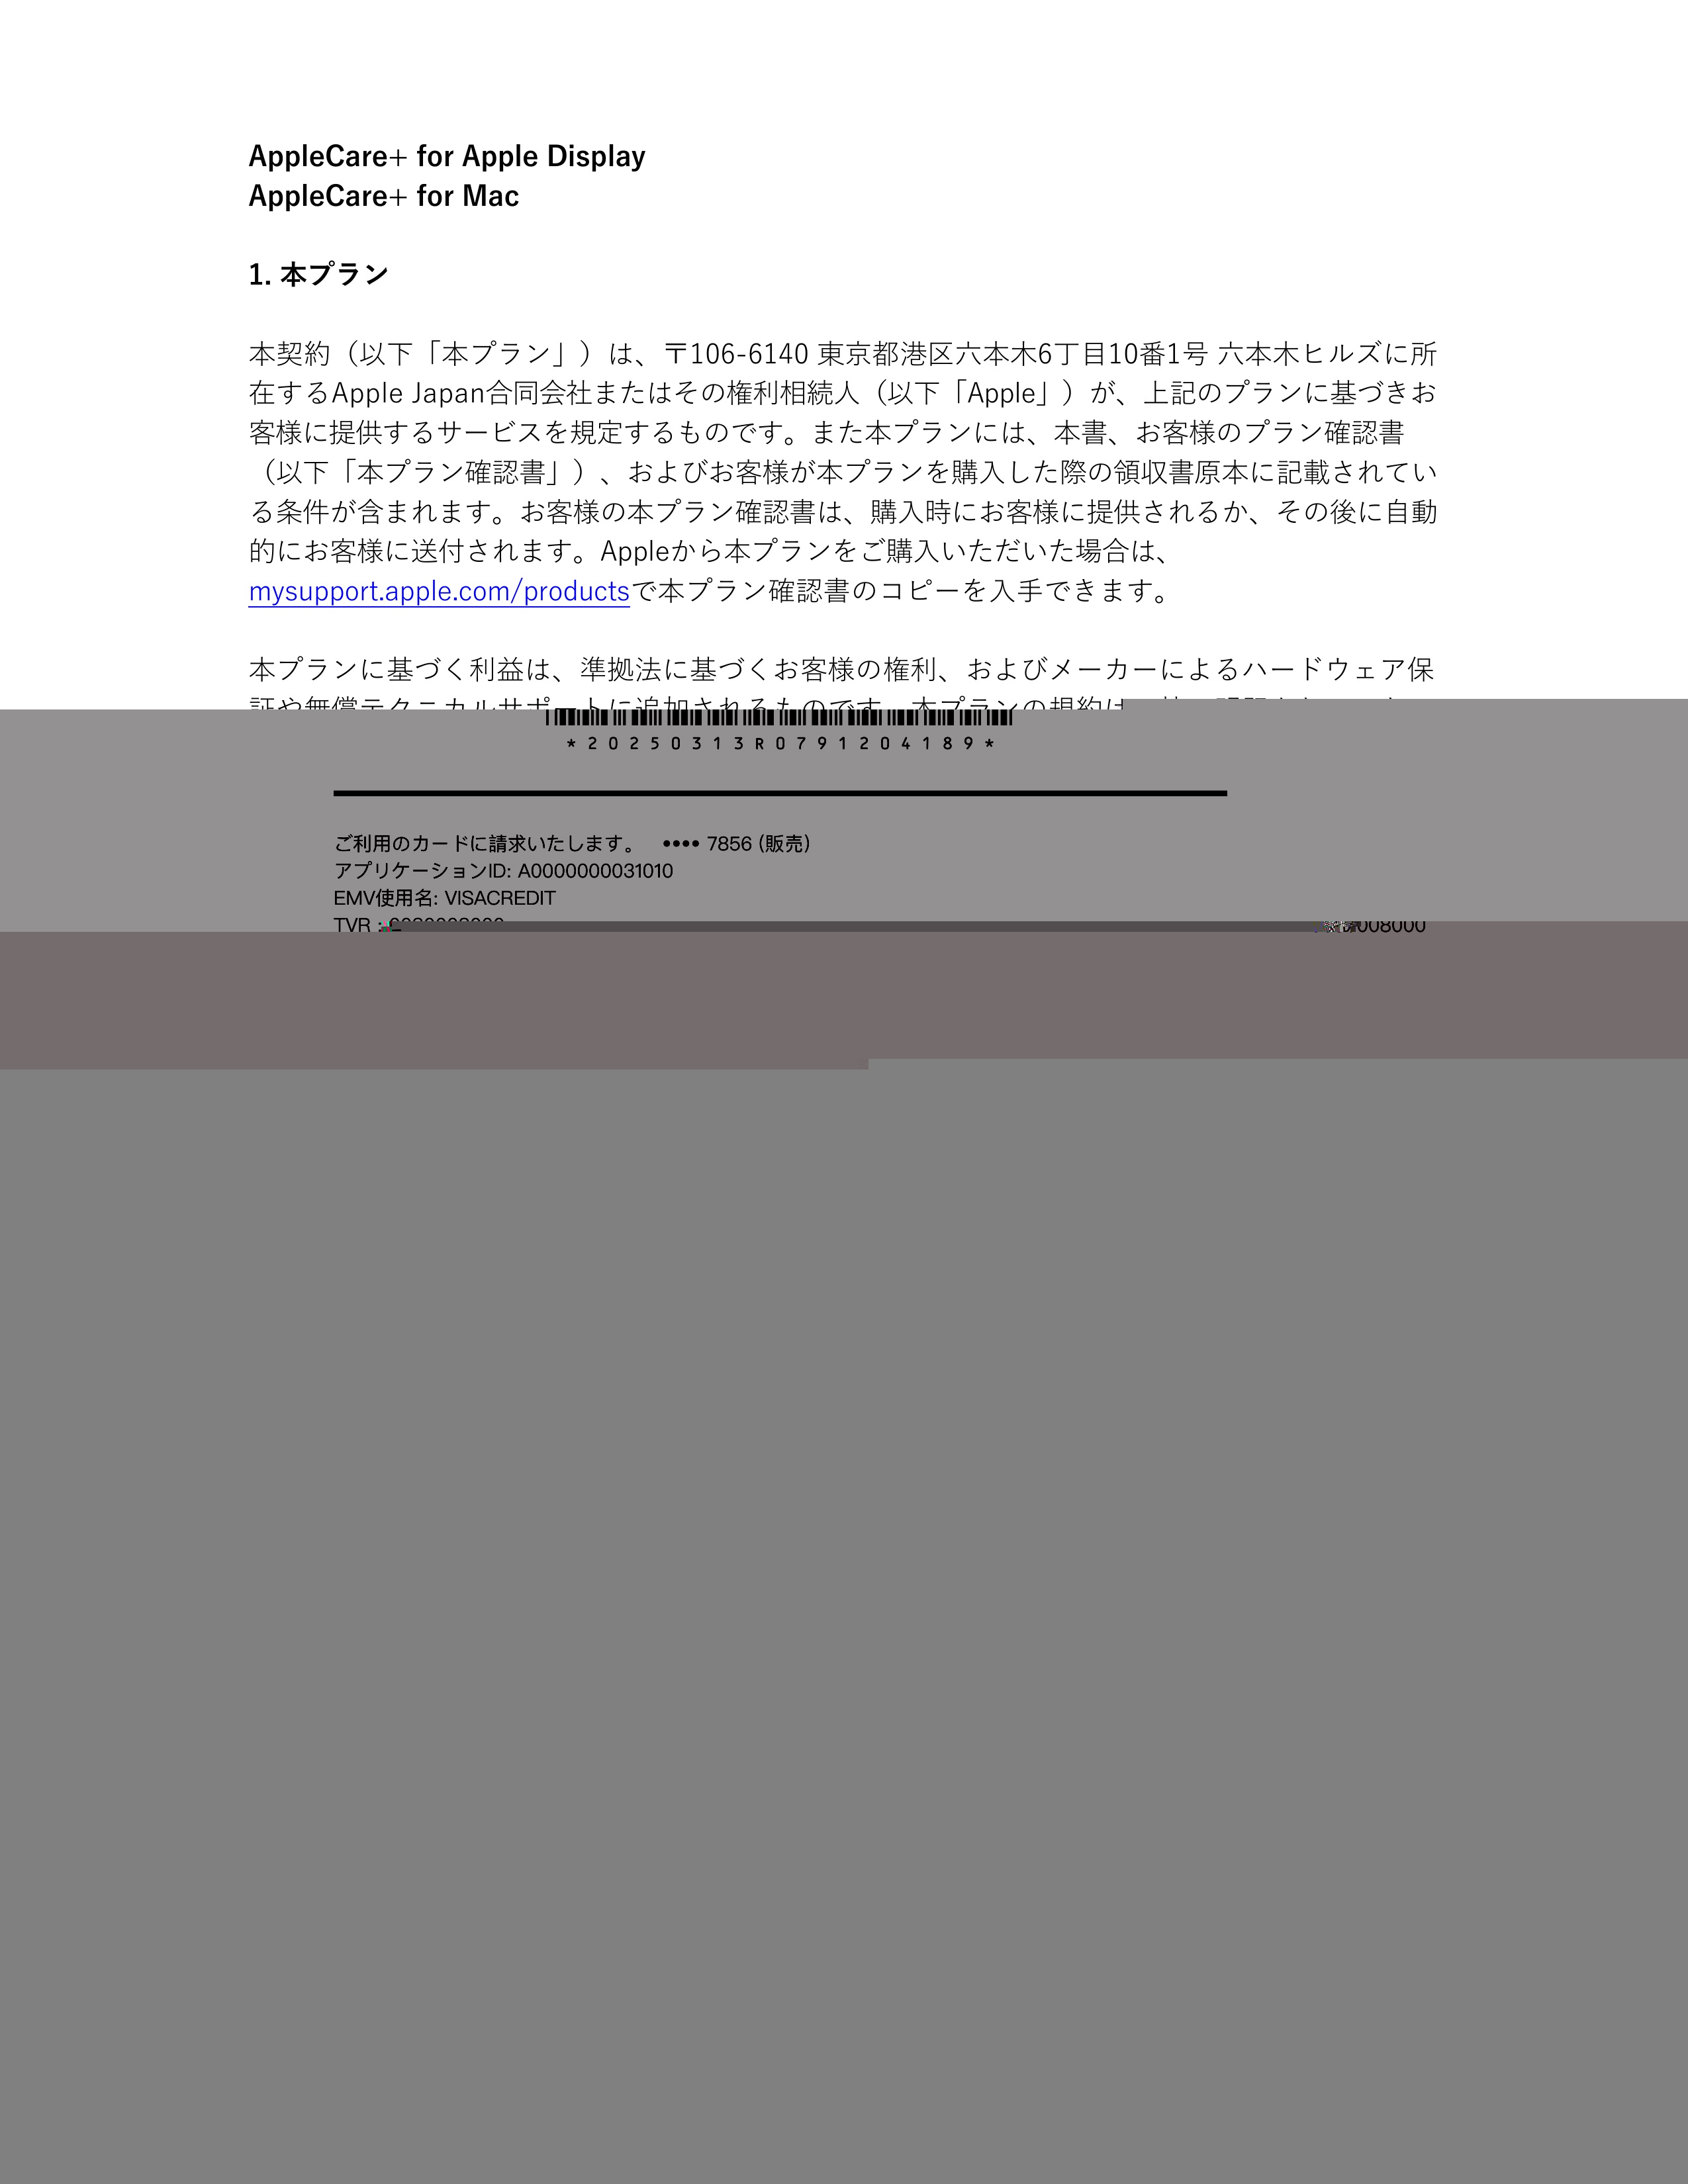 AppleCare+ for Apple Display
AppleCare+ for Mac
1. 本プラン
本契約（以下「本プラン」）は、〒106-6140 東京都港区六本木6丁目10番1号 六本木ヒルズに所
在するApple Japan合同会社またはその権利相続人（以下「Apple」）が、上記のプランに基づきお
客様に提供するサービスを規定するものです。また本プランには、本書、お客様のプラン確認書
（以下「本プラン確認書」）、およびお客様が本プランを購入した際の領収書原本に記載されてい
る条件が含まれます。お客様の本プラン確認書は、購入時にお客様に提供されるか、その後に自動
的にお客様に送付されます。Appleから本プランをご購入いただいた場合は、
mysupport.apple.com/productsで本プラン確認書のコピーを入手できます。
本プランに基づく利益は、準拠法に基づくお客様の権利、およびメーカーによるハードウェア保
証や無償テクニカルサポートに追加されるものです。本プランの規約は
*20250313R0791204189*
ご利用のカードに請求いたします。 •••• 7856 (販売)
アプリケーションID: A0000000031010
EMV使用名: VISACREDIT
TVR : 008000